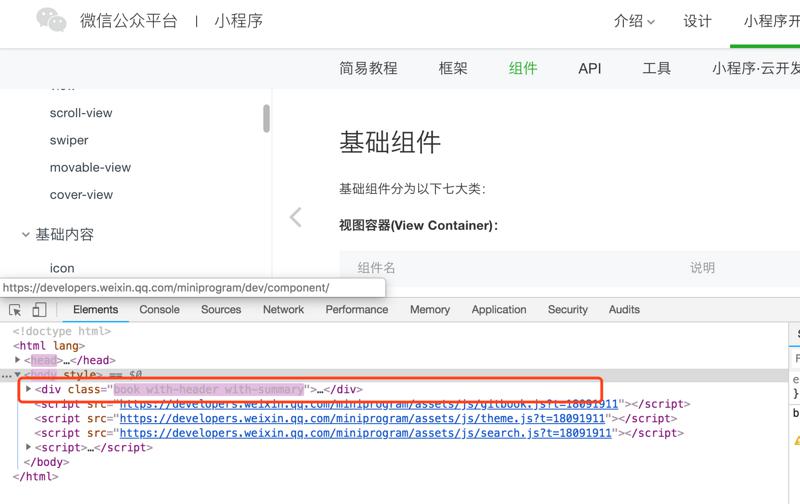 微信公众平台 | 小程序
介绍 设计 小程序开
简易教程 框架 组件 API 工具 小程序·云开发
view
scroll-view
swiper
movable-view
cover-view
基础内容
icon
基础组件
基础组件分为以下七大类：
视图容器(View Container)：
组件名 说明
https://developers.weixin.qq.com/miniprogram/dev/component/
Elements Console Sources Network Performance Memory Application Security Audits
<!doctype html>
<html lang>
<head>…</head>
…<body style> == $0
<div class="book with-header with-summary">…</div>
<script src="https://developers.weixin.qq.com/miniprogram/assets/js/gitbook.js?t=18091911"></script>
<script src="https://developers.weixin.qq.com/miniprogram/assets/js/theme.js?t=18091911"></script>
<script src="https://developers.weixin.qq.com/miniprogram/assets/js/search.js?t=18091911"></script>
<script>…</script>
</body>
</html>
S
F
e
}
b